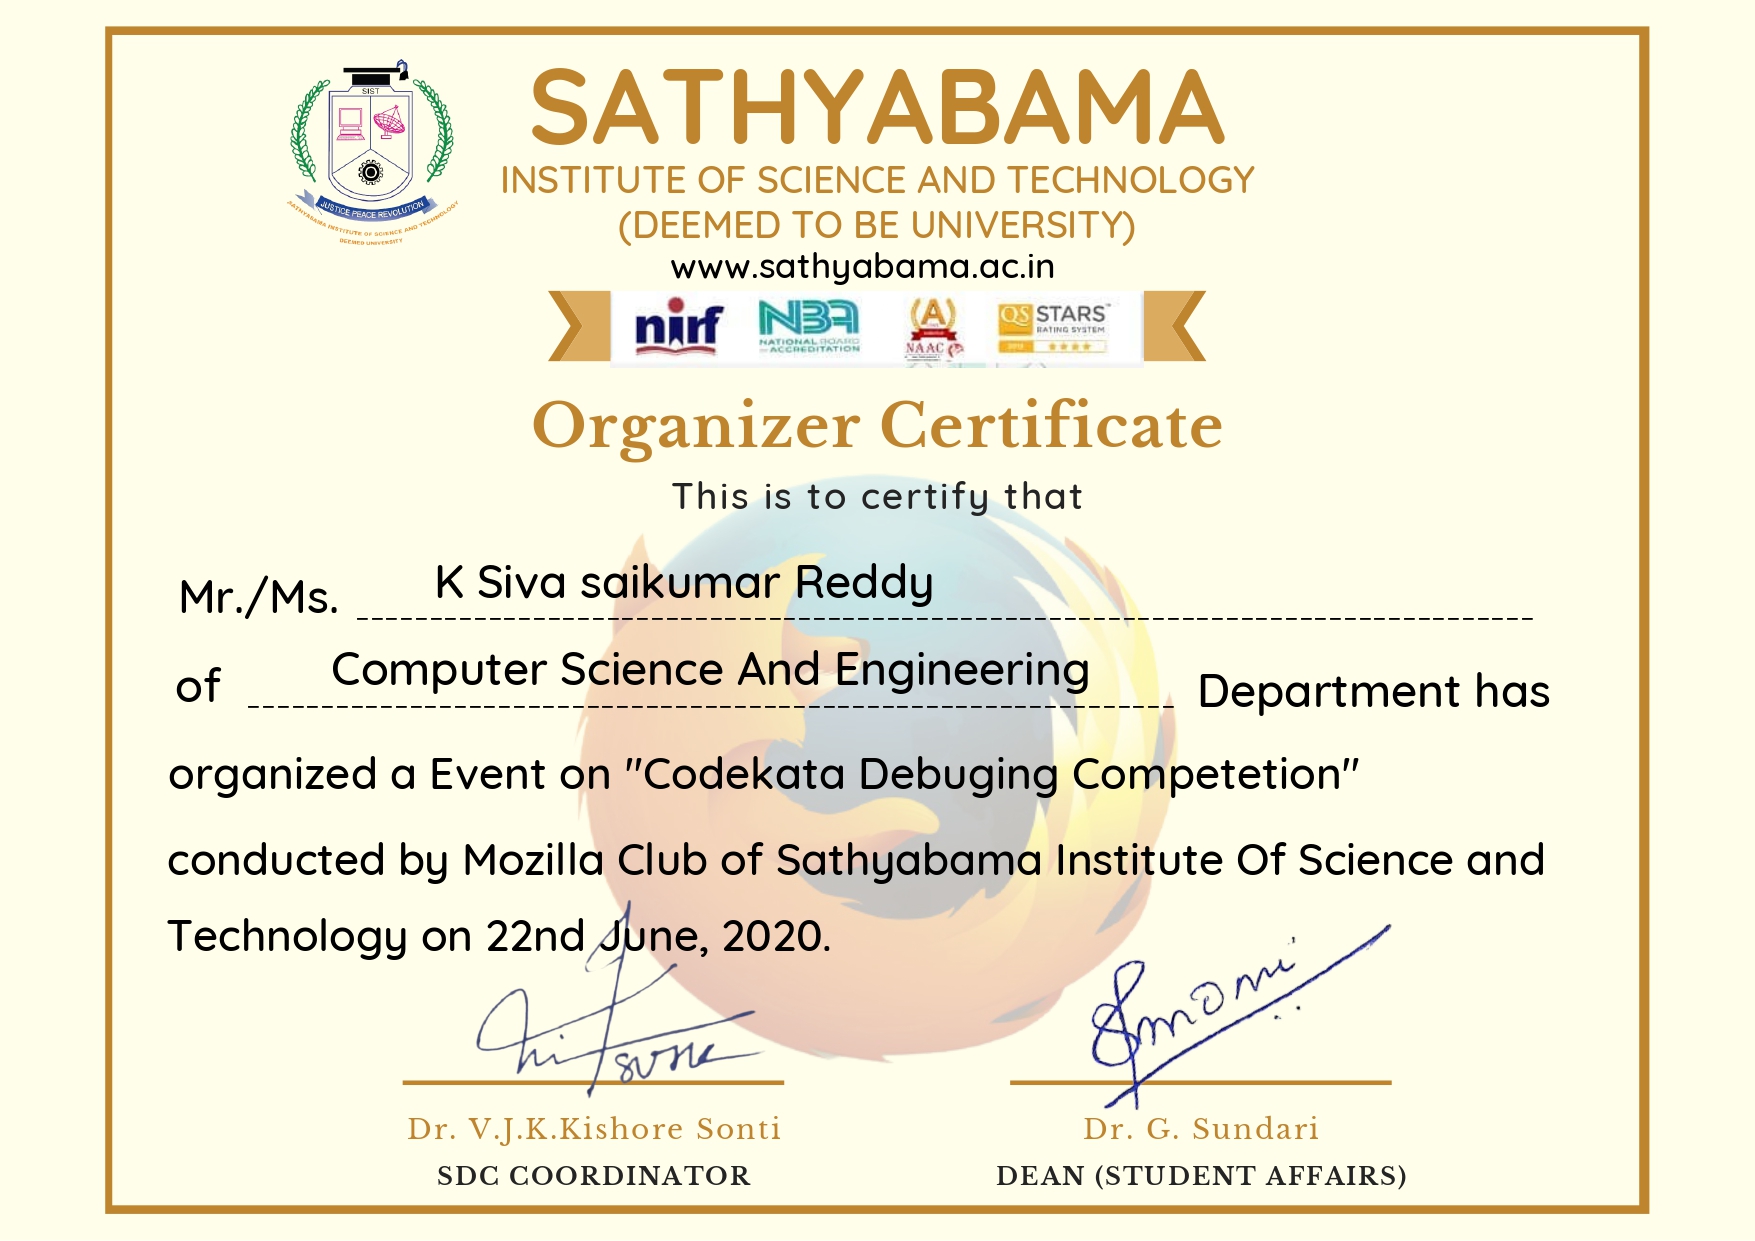 SIST
JUSTICE PEACE REVOLUTION
SATHYABAMA INSTITUTE OF SCIENCE AND TECHNOLOGY
DEEMED UNIVERSITY
SATHYABAMA
INSTITUTE OF SCIENCE AND TECHNOLOGY
(DEEMED TO BE UNIVERSITY)
www.sathyabama.ac.in
nirf
NBA
NATIONAL BOARD
ACCREDITATION
A
NAAC
QS STARS™
RATING SYSTEM
Organizer Certificate
This is to certify that
Mr./Ms. K Siva saikumar Reddy
of Computer Science And Engineering Department has
organized a Event on "Codekata Debuging Competetion"
conducted by Mozilla Club of Sathyabama Institute Of Science and
Technology on 22nd June, 2020.
Dr. V.J.K.Kishore Sonti
SDC COORDINATOR
Dr. G. Sundari
DEAN (STUDENT AFFAIRS)